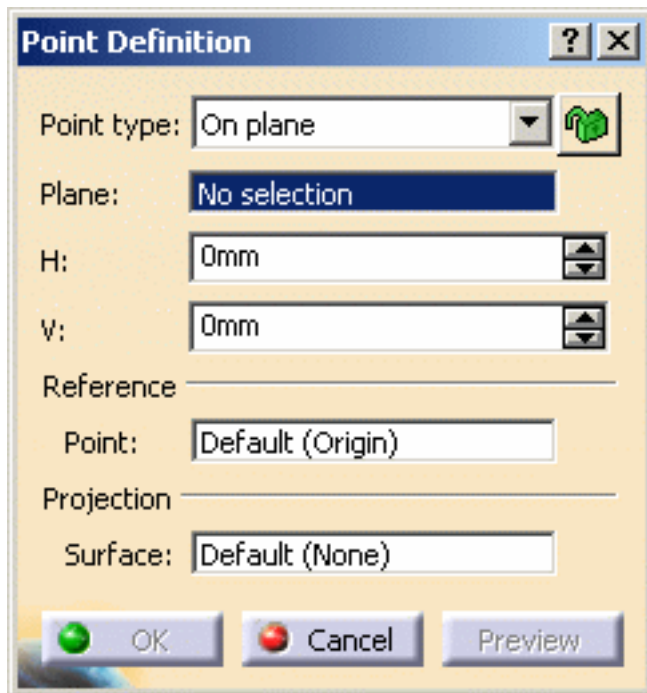 Point Definition
Point type: On plane
Plane: No selection
H: 0mm
V: 0mm
Reference
Point: Default (Origin)
Projection
Surface: Default (None)
OK Cancel Preview